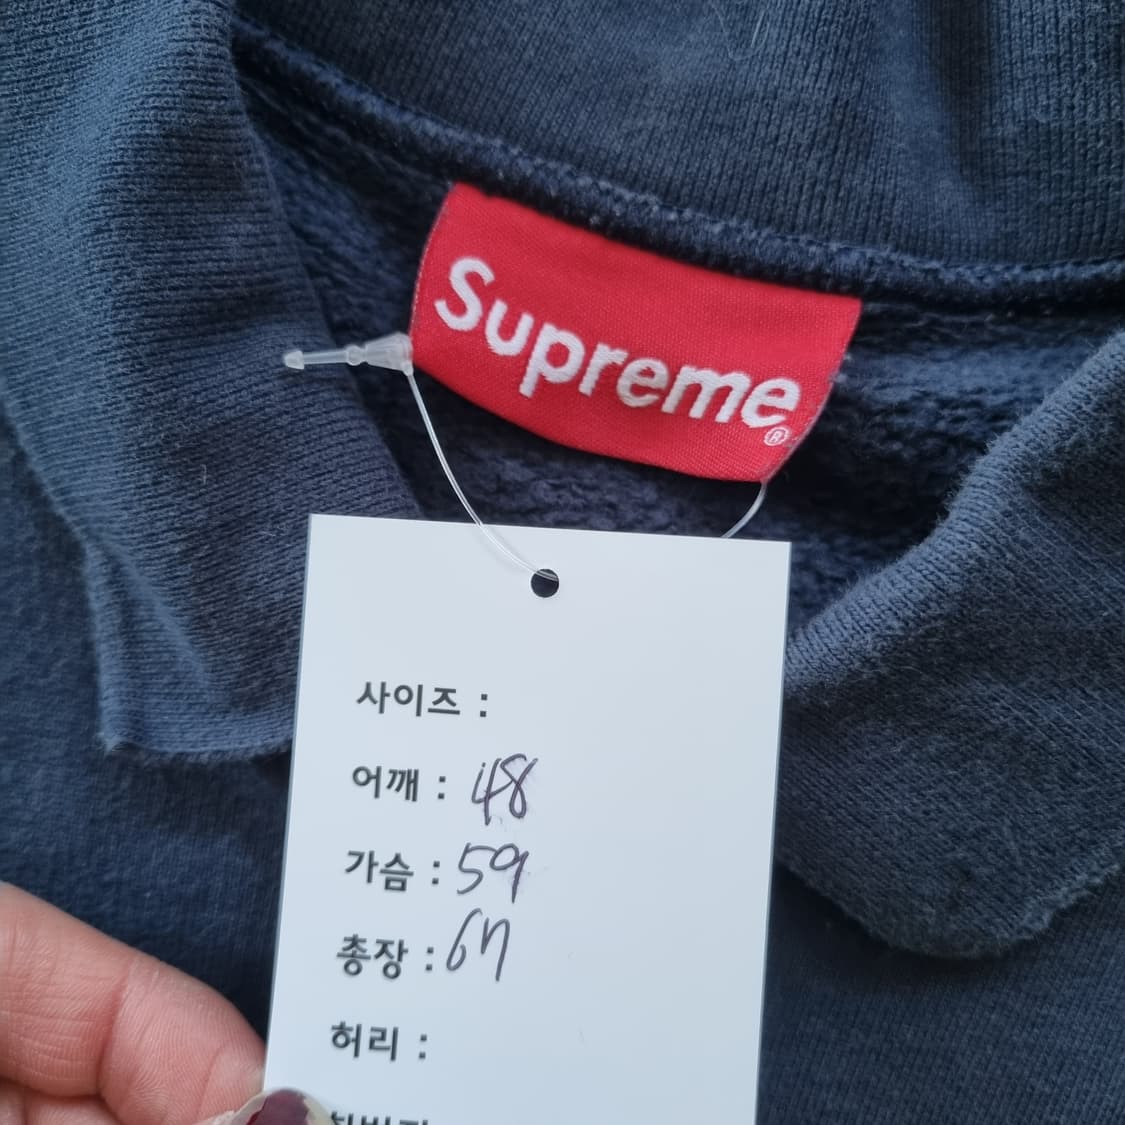 Supreme®
사이즈 :
어깨 : 48
가슴 : 59
총장 : 67
허리 :